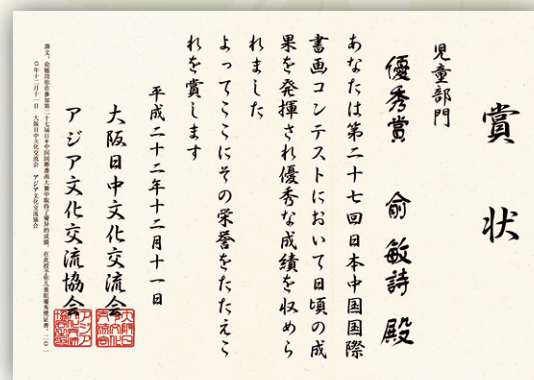 賞状
児童部門
優秀賞 俞敏詩殿
あなたは第二十七回日本中国国際
書画コンテストにおいて日頃の成
果を発揮され優秀な成績を収めら
れました
よってここにその栄誉をたたえこ
れを賞します
平成二十二年十二月十一日
大阪日中文化交流会
アジア文化交流協会